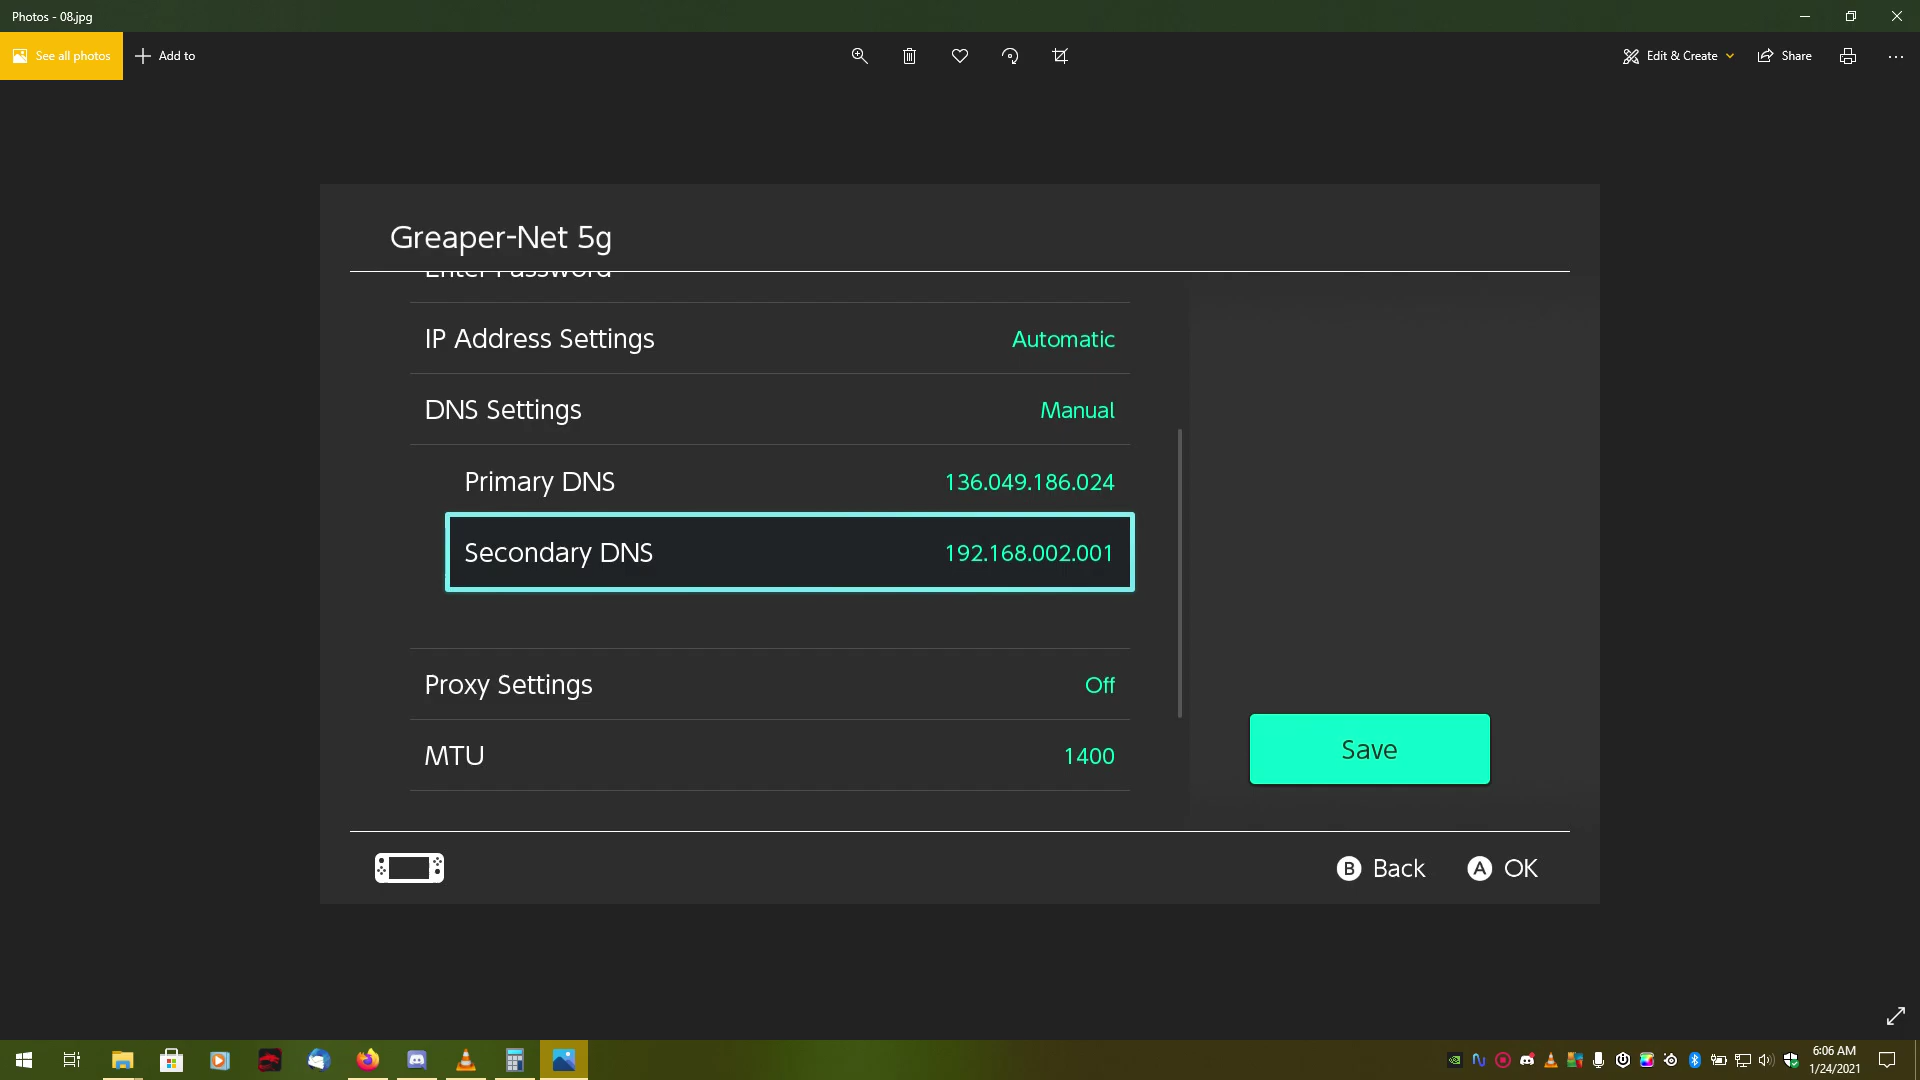 Photos - 08.jpg
See all photos
Add to
Edit & Create
Share
Greaper-Net 5g
Enter Password
IP Address Settings Automatic
DNS Settings Manual
Primary DNS 136.049.186.024
Secondary DNS 192.168.002.001
Proxy Settings Off
MTU 1400
Save
B Back A OK
6:06 AM
1/24/2021